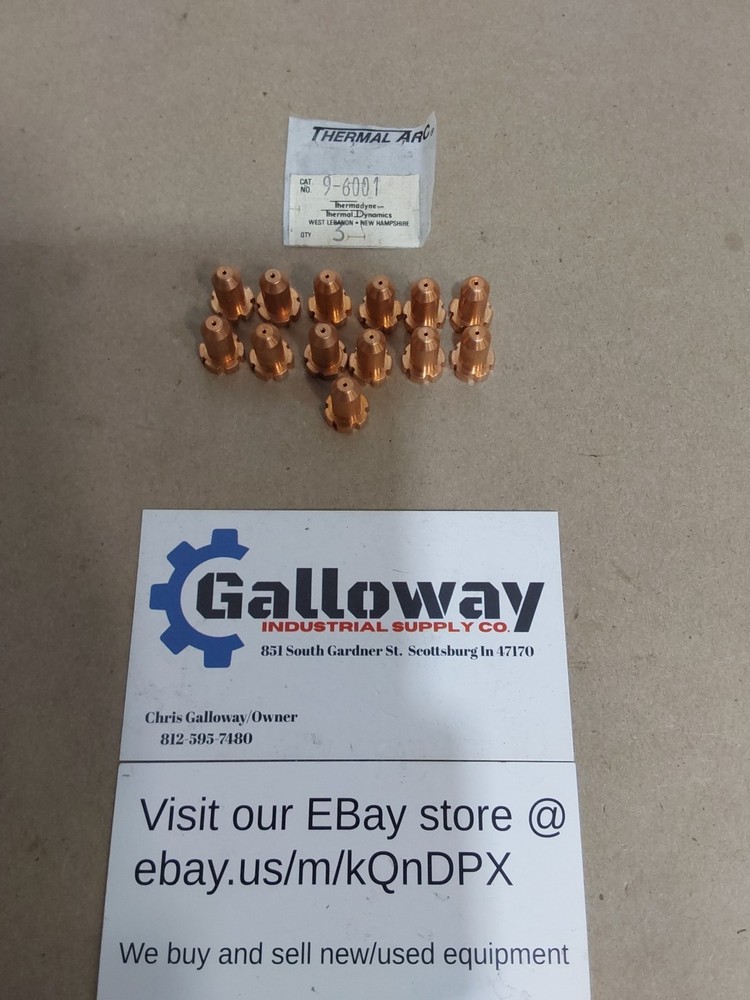 THERMAL ARC®
CAT. NO. 9-6001
Thermadyne
Thermal Dynamics
WEST LEBANON • NEW HAMPSHIRE
QTY 3
Galloway
INDUSTRIAL SUPPLY CO.
851 South Gardner St. Scottsburg In 47170
Chris Galloway/Owner
812-595-7480
Visit our EBay store @
ebay.us/m/kQnDPX
We buy and sell new/used equipment